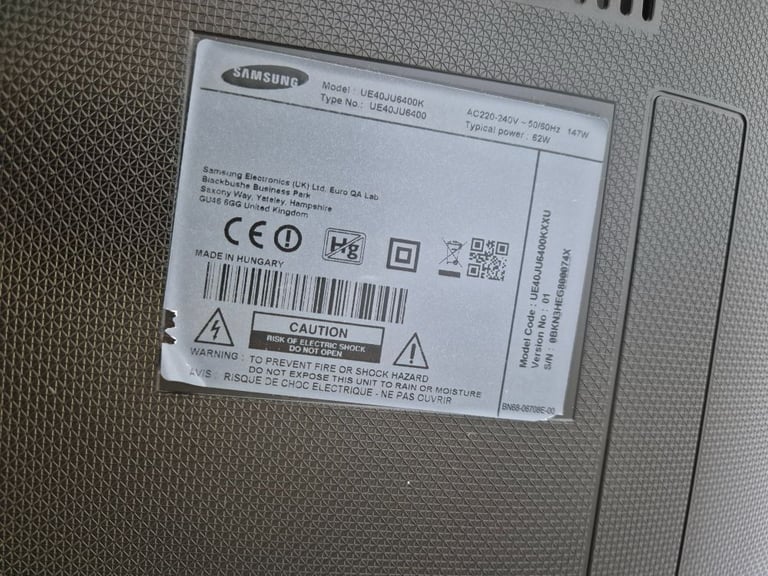 SAMSUNG
Model : UE40JU6400K
Type No.: UE40JU6400
AC220-240V ~ 50/60Hz 147W
Typical power : 62W
Samsung Electronics (UK) Ltd, Euro QA Lab.
Blackbushe Business Park
Saxony Way, Yateley, Hampshire
GU46 6GG United Kingdom
CE
Hg
MADE IN HUNGARY
CAUTION
RISK OF ELECTRIC SHOCK
DO NOT OPEN
WARNING : TO PREVENT FIRE OR SHOCK HAZARD
DO NOT EXPOSE THIS UNIT TO RAIN OR MOISTURE
AVIS : RISQUE DE CHOC ELECTRIQUE - NE PAS OUVRIR
Model Code : UE40JU6400KXXU
Version No : 01
S/N : 0BKN3HEG800074X
BN68-06708E-00